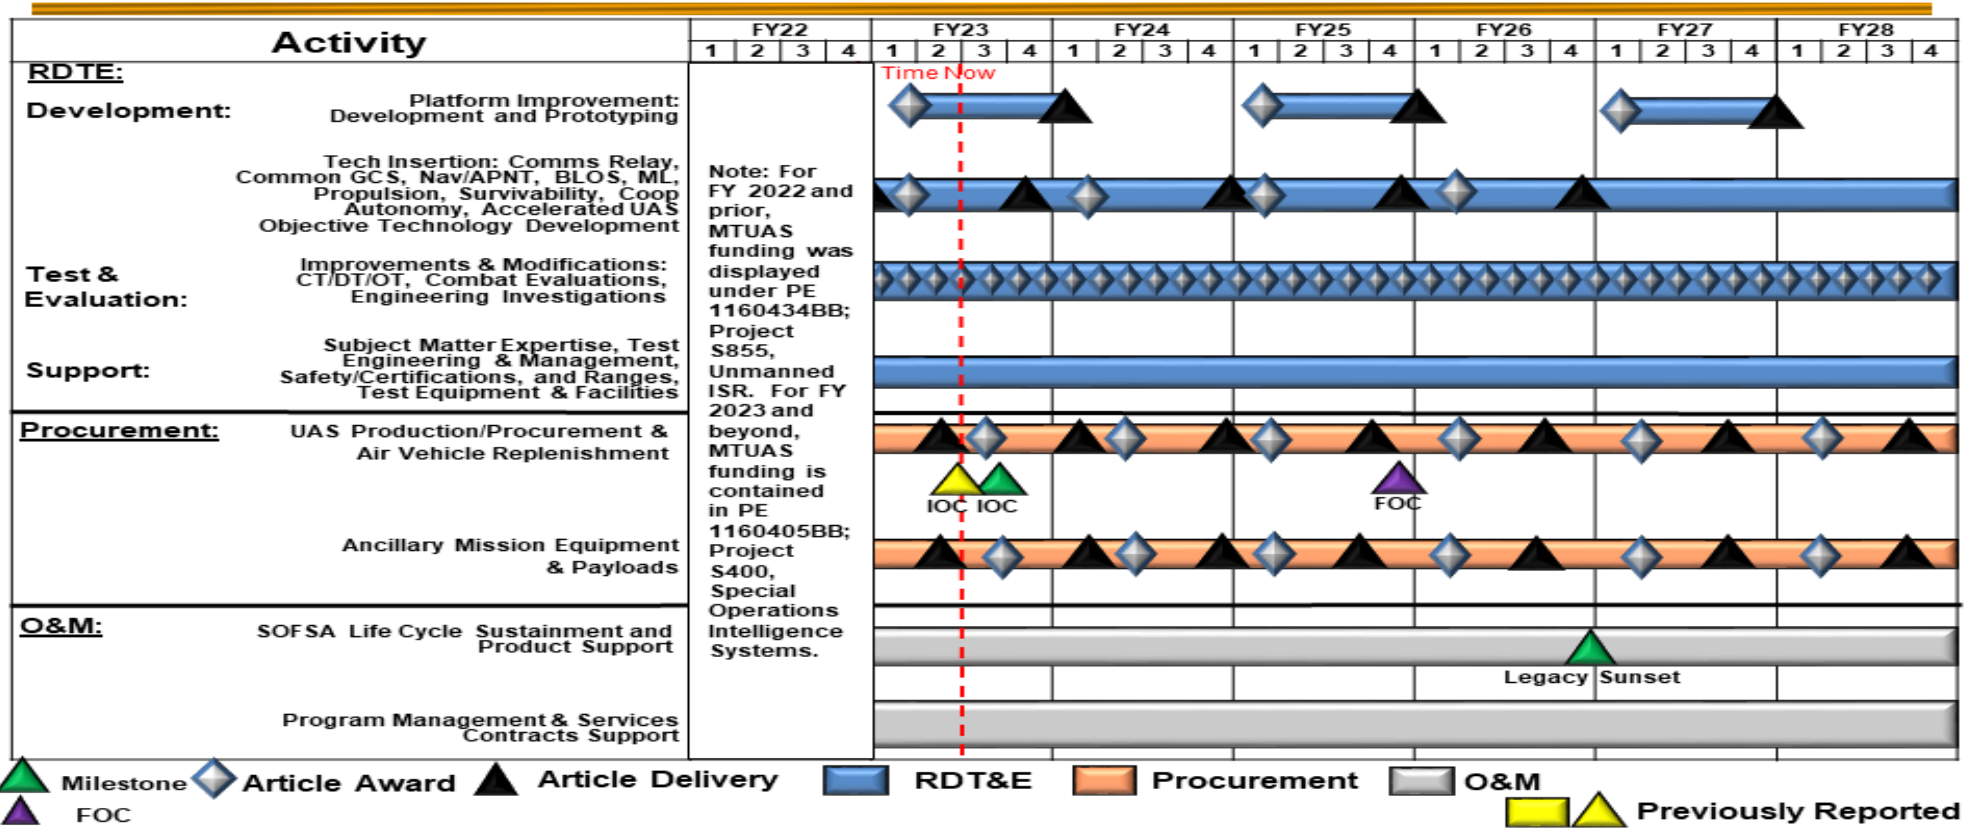 Activity
FY22 FY23 FY24 FY25 FY26 FY27 FY28
1 2 3 4 1 2 3 4 1 2 3 4 1 2 3 4 1 2 3 4 1 2 3 4 1 2 3 4
RDTE:
Time Now
Development:
Platform Improvement:
Development and Prototyping
Tech Insertion: Comms Relay,
Common GCS, Nav/APNT, BLOS, ML,
Propulsion, Survivability, Coop
Autonomy, Accelerated UAS
Objective Technology Development
Test &
Evaluation:
Improvements & Modifications:
CT/DT/OT, Combat Evaluations,
Engineering Investigations
Support:
Subject Matter Expertise, Test
Engineering & Management,
Safety/Certifications, and Ranges,
Test Equipment & Facilities
Note: For
FY 2022 and
prior,
MTUAS
funding was
displayed
under PE
1160434BB;
Project
S855,
Unmanned
ISR. For FY
2023 and
beyond,
MTUAS
funding is
contained
in PE
1160405BB;
Project
S400,
Special
Operations
Intelligence
Systems.
Procurement:
UAS Production/Procurement &
Air Vehicle Replenishment
IOC IOC
FOC
Ancillary Mission Equipment
& Payloads
O&M:
SOFSA Life Cycle Sustainment and
Product Support
Legacy Sunset
Program Management & Services
Contracts Support
Milestone Article Award Article Delivery RDT&E Procurement O&M
FOC
Previously Reported